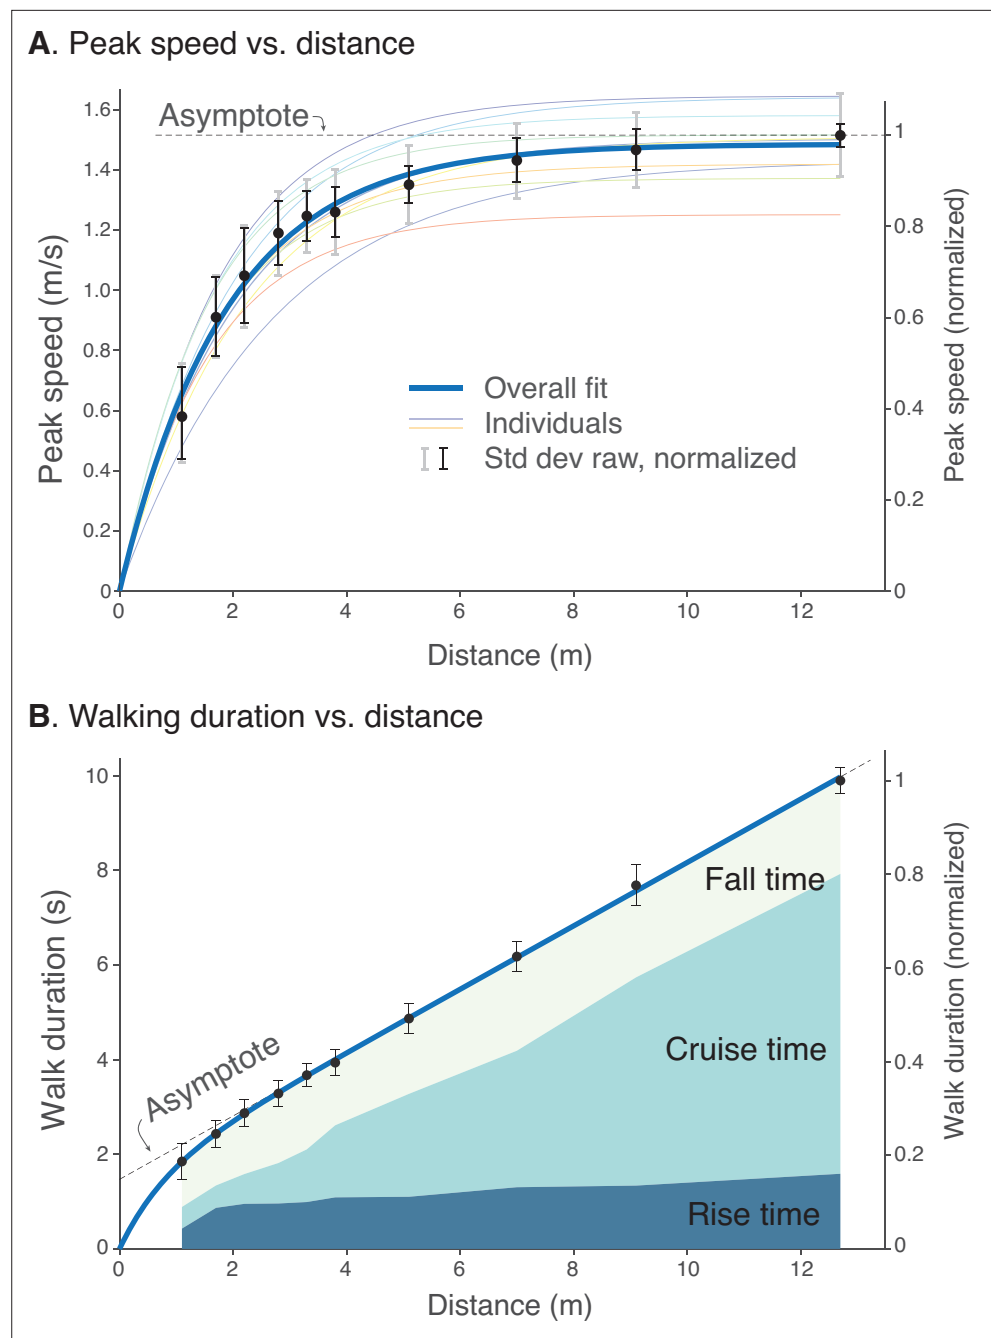 A. Peak speed vs. distance
Asymptote
1.6
1.4
1.2
1.0
0.8
0.6
0.4
0.2
0
Peak speed (m/s)
1
0.8
0.6
0.4
0.2
0
Peak speed (normalized)
Overall fit
Individuals
Std dev raw, normalized
0 2 4 6 8 10 12
Distance (m)
B. Walking duration vs. distance
10
8
6
4
2
0
Walk duration (s)
1
0.8
0.6
0.4
0.2
0
Walk duration (normalized)
Asymptote
Fall time
Cruise time
Rise time
0 2 4 6 8 10 12
Distance (m)